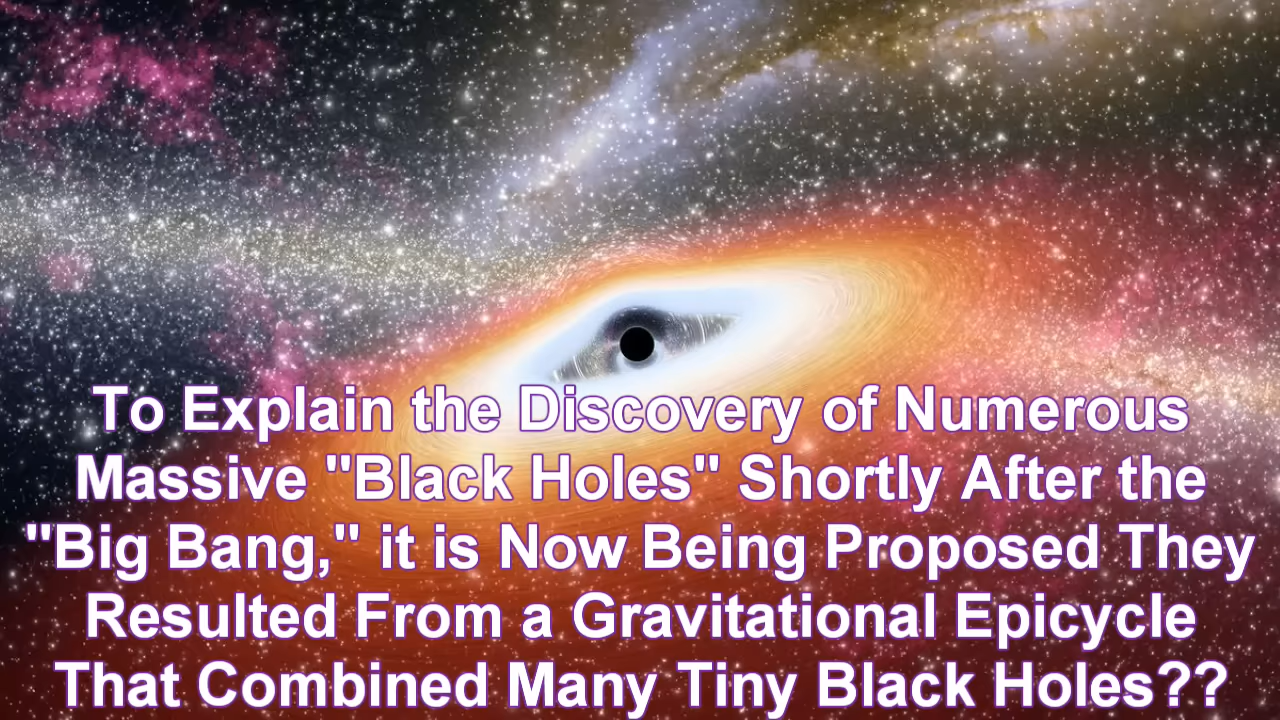 To Explain the Discovery of Numerous
Massive "Black Holes" Shortly After the
"Big Bang," it is Now Being Proposed They
Resulted From a Gravitational Epicycle
That Combined Many Tiny Black Holes??